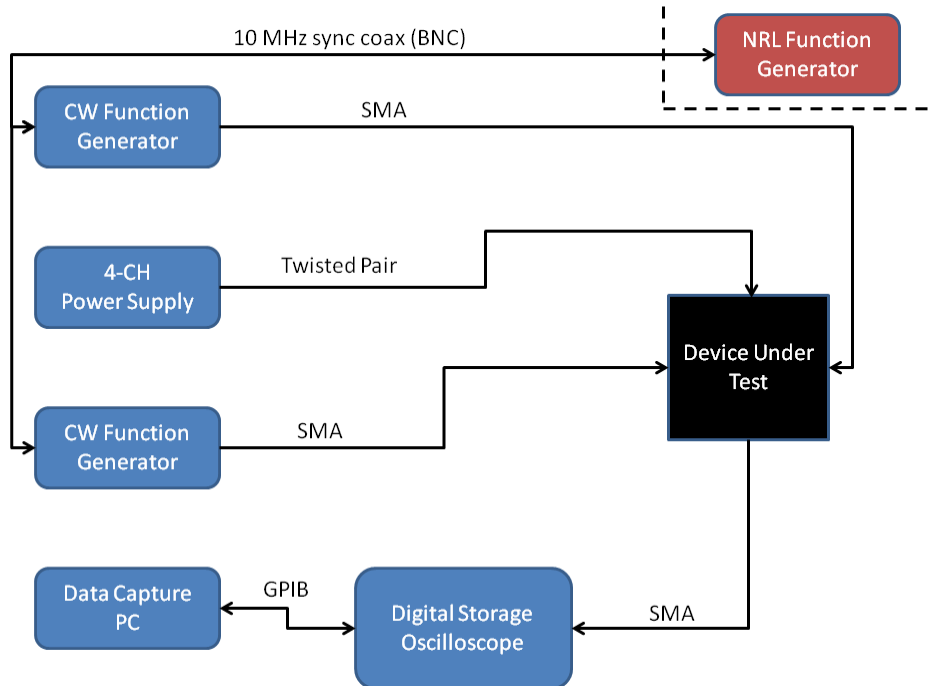 10 MHz sync coax (BNC)
NRL Function
Generator
CW Function
Generator
SMA
4-CH
Power Supply
Twisted Pair
Device Under
Test
CW Function
Generator
SMA
Data Capture
PC
GPIB
Digital Storage
Oscilloscope
SMA